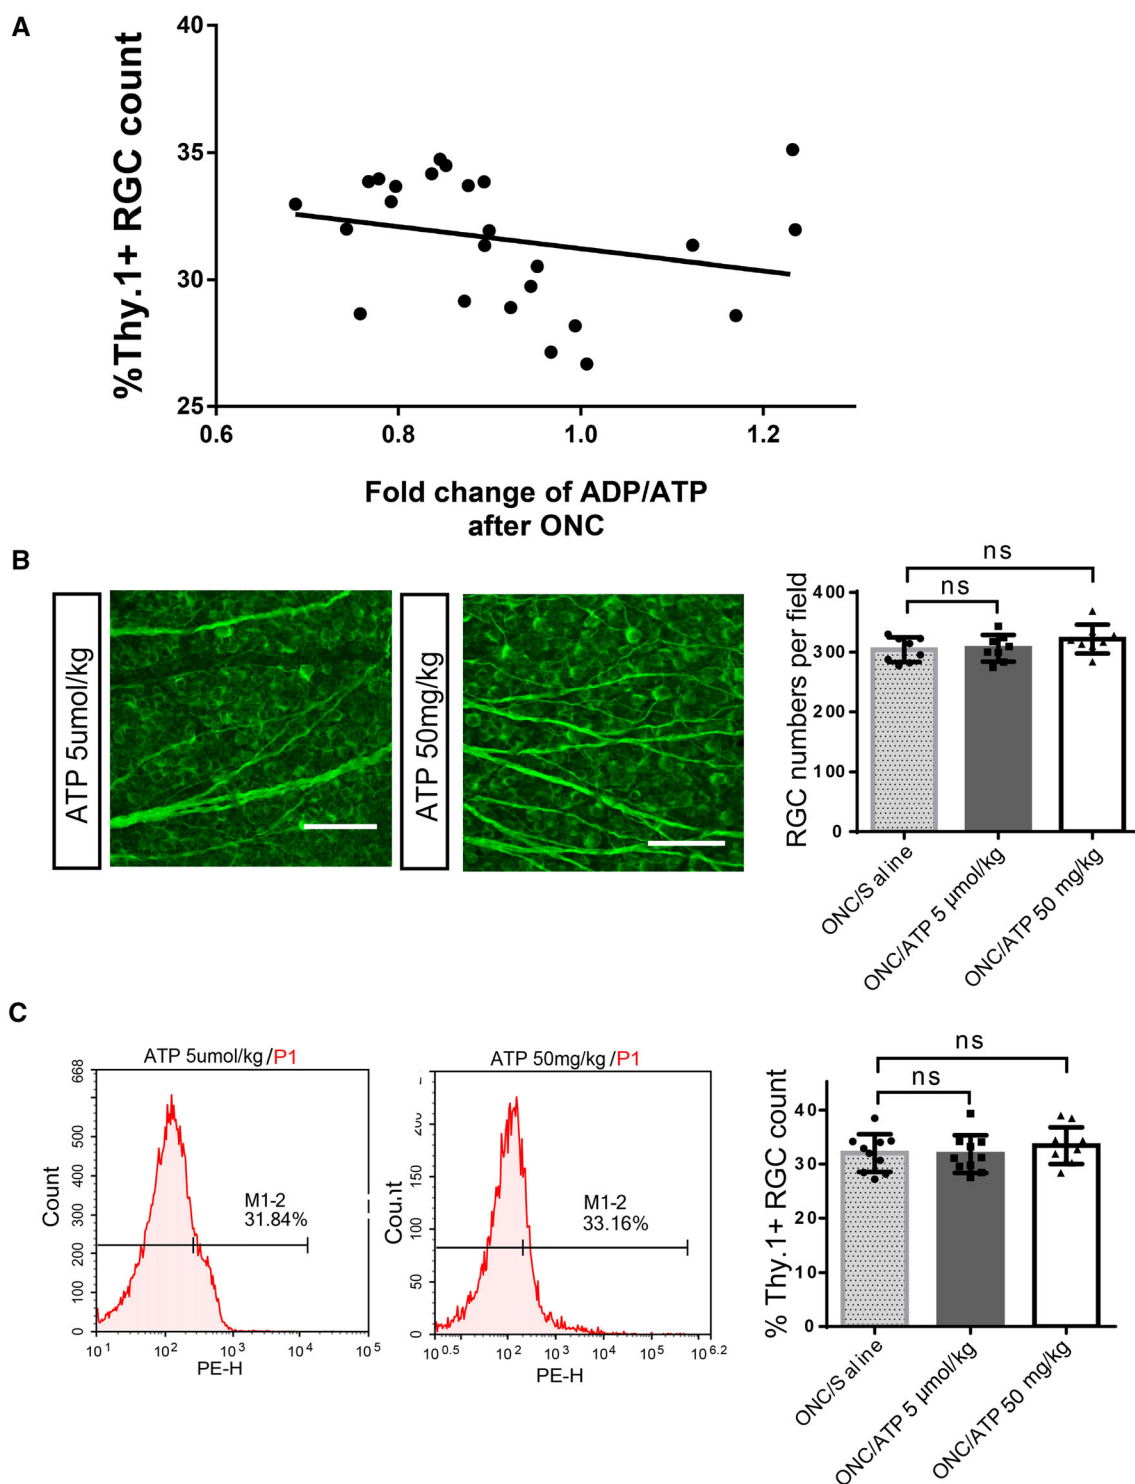 A
40
35
30
25
%Thy.1+ RGC count
0.6 0.8 1.0 1.2
Fold change of ADP/ATP
after ONC
B
ATP 5umol/kg
ATP 50mg/kg
ns
ns
RGC numbers per field
400
300
200
100
0
ONC/Saline
ONC/ATP 5 µmol/kg
ONC/ATP 50 mg/kg
C
ATP 5umol/kg /P1
Count
668
500
400
300
200
100
0
M1-2
31.84%
10^1 10^2 10^3 10^4 10^5
PE-H
ATP 50mg/kg /P1
Count
150
100
50
0
M1-2
33.16%
10^0.5 10^2 10^3 10^4 10^5 10^6.2
PE-H
ns
ns
% Thy.1+ RGC count
40
30
20
10
0
ONC/Saline
ONC/ATP 5 µmol/kg
ONC/ATP 50 mg/kg